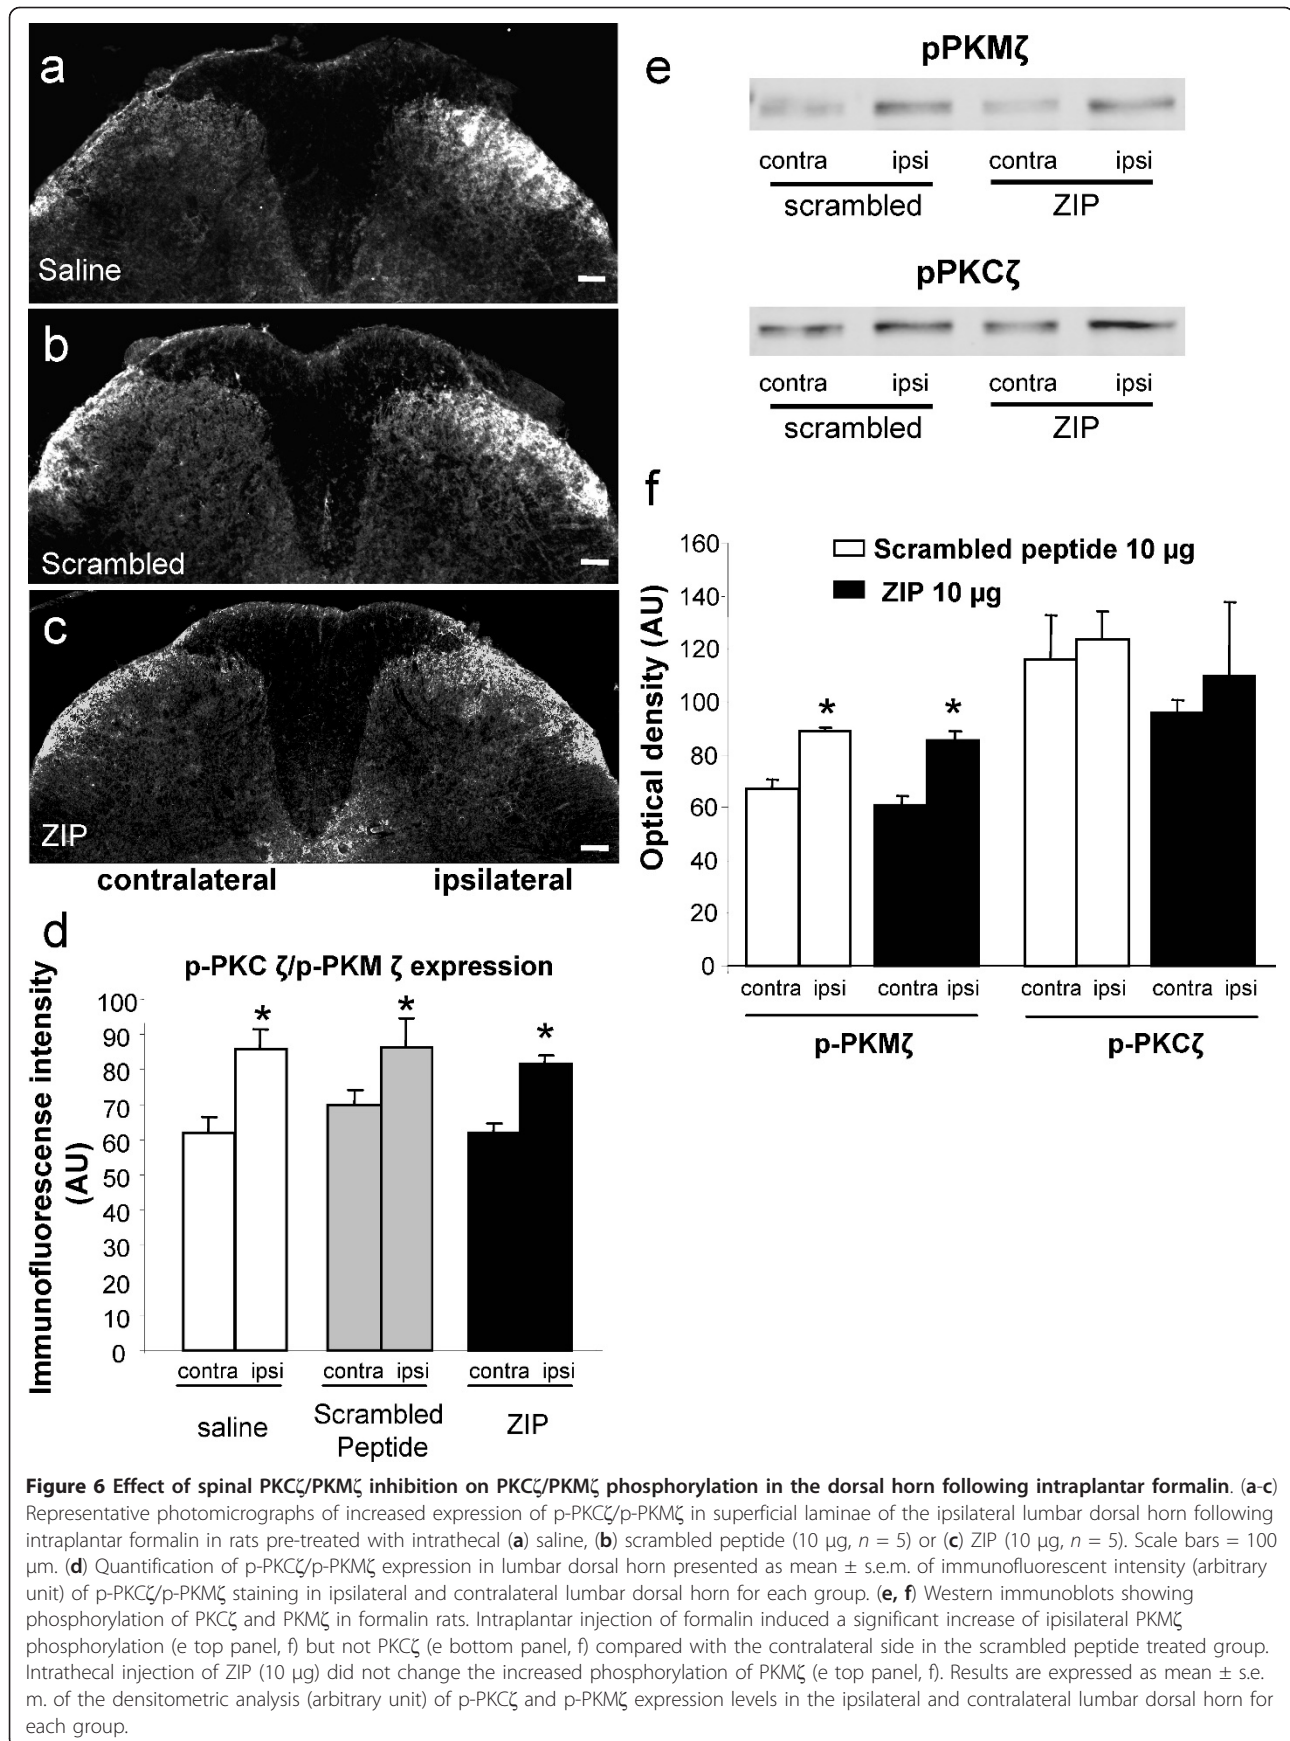 a
Saline
b
Scrambled
c
ZIP
contralateral ipsilateral
d
p-PKC ζ/p-PKM ζ expression
Immunofluorescense intensity
(AU)
100
90
80
70
60
50
40
30
20
10
0
* * *
contra ipsi contra ipsi contra ipsi
saline
Scrambled
Peptide
ZIP
e
pPKMζ
contra ipsi contra ipsi
scrambled ZIP
pPKCζ
contra ipsi contra ipsi
scrambled ZIP
f
Optical density (AU)
160
140
120
100
80
60
40
20
0
Scrambled peptide 10 µg
ZIP 10 µg
* *
contra ipsi contra ipsi contra ipsi contra ipsi
p-PKMζ p-PKCζ
Figure 6 Effect of spinal PKCζ/PKMζ inhibition on PKCζ/PKMζ phosphorylation in the dorsal horn following intraplantar formalin. (a-c)
Representative photomicrographs of increased expression of p-PKCζ/p-PKMζ in superficial laminae of the ipsilateral lumbar dorsal horn following
intraplantar formalin in rats pre-treated with intrathecal (a) saline, (b) scrambled peptide (10 µg, n = 5) or (c) ZIP (10 µg, n = 5). Scale bars = 100
µm. (d) Quantification of p-PKCζ/p-PKMζ expression in lumbar dorsal horn presented as mean ± s.e.m. of immunofluorescent intensity (arbitrary
unit) of p-PKCζ/p-PKMζ staining in ipsilateral and contralateral lumbar dorsal horn for each group. (e, f) Western immunoblots showing
phosphorylation of PKCζ and PKMζ in formalin rats. Intraplantar injection of formalin induced a significant increase of ipisilateral PKMζ
phosphorylation (e top panel, f) but not PKCζ (e bottom panel, f) compared with the contralateral side in the scrambled peptide treated group.
Intrathecal injection of ZIP (10 µg) did not change the increased phosphorylation of PKMζ (e top panel, f). Results are expressed as mean ± s.e.
m. of the densitometric analysis (arbitrary unit) of p-PKCζ and p-PKMζ expression levels in the ipsilateral and contralateral lumbar dorsal horn for
each group.